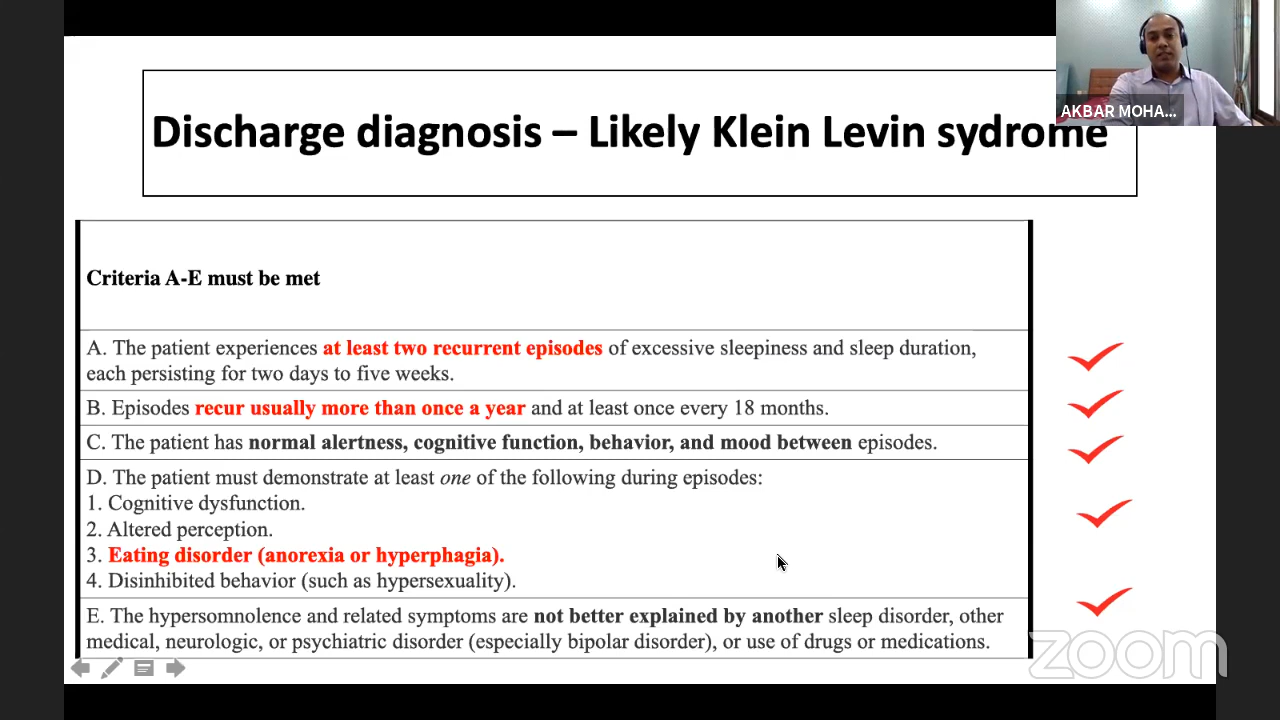 AKBAR MOHA...
Discharge diagnosis – Likely Klein Levin sydrome
Criteria A-E must be met
A. The patient experiences at least two recurrent episodes of excessive sleepiness and sleep duration,
each persisting for two days to five weeks.
B. Episodes recur usually more than once a year and at least once every 18 months.
C. The patient has normal alertness, cognitive function, behavior, and mood between episodes.
D. The patient must demonstrate at least one of the following during episodes:
1. Cognitive dysfunction.
2. Altered perception.
3. Eating disorder (anorexia or hyperphagia).
4. Disinhibited behavior (such as hypersexuality).
E. The hypersomnolence and related symptoms are not better explained by another sleep disorder, other
medical, neurologic, or psychiatric disorder (especially bipolar disorder), or use of drugs or medications.
zoom